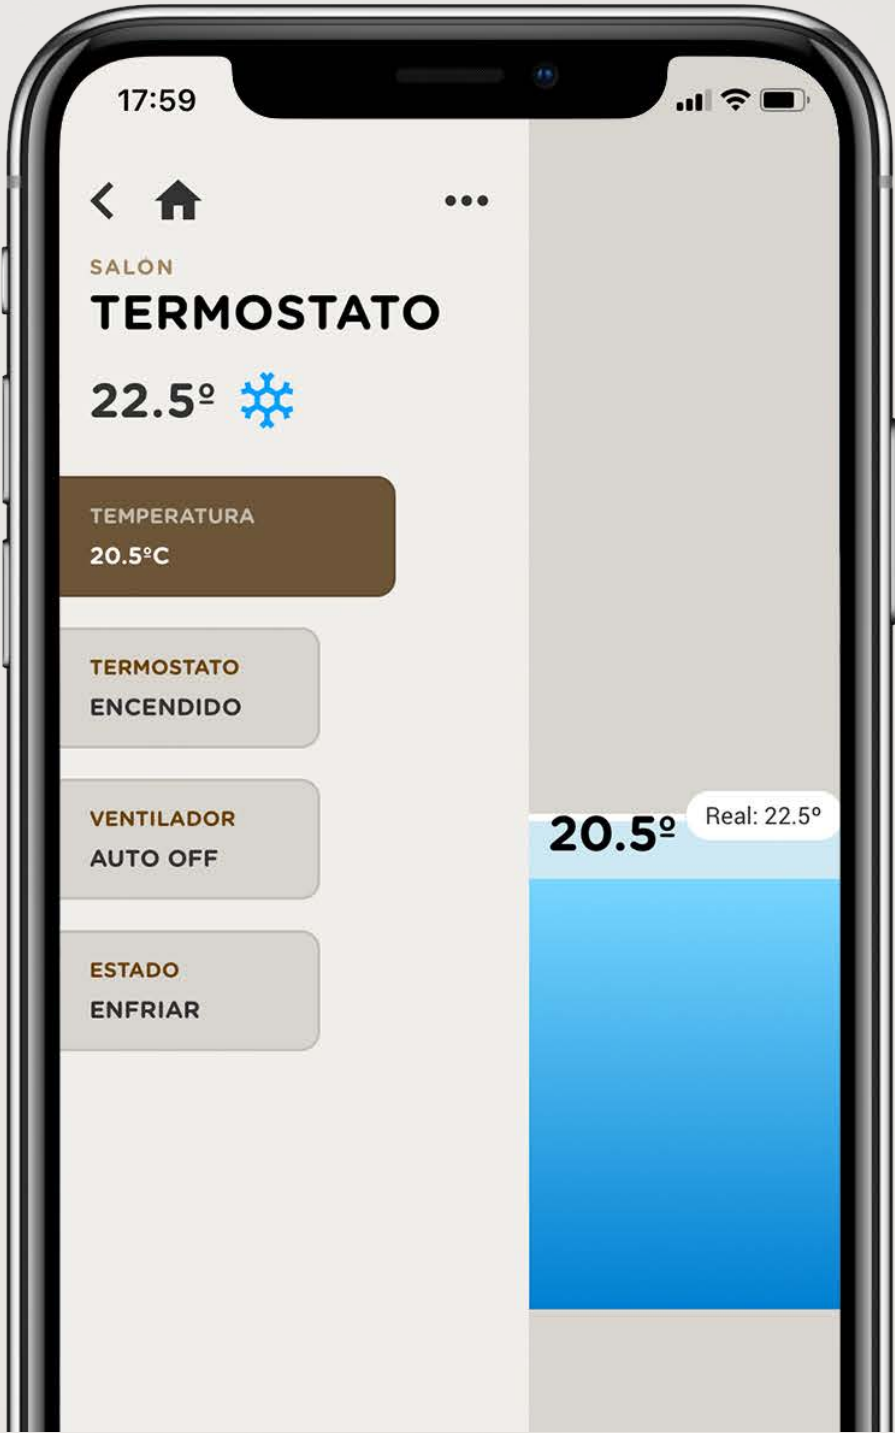 17:59
SALÓN
TERMOSTATO
22.5º
TEMPERATURA
20.5ºC
TERMOSTATO
ENCENDIDO
VENTILADOR
AUTO OFF
ESTADO
ENFRIAR
20.5º
Real: 22.5º